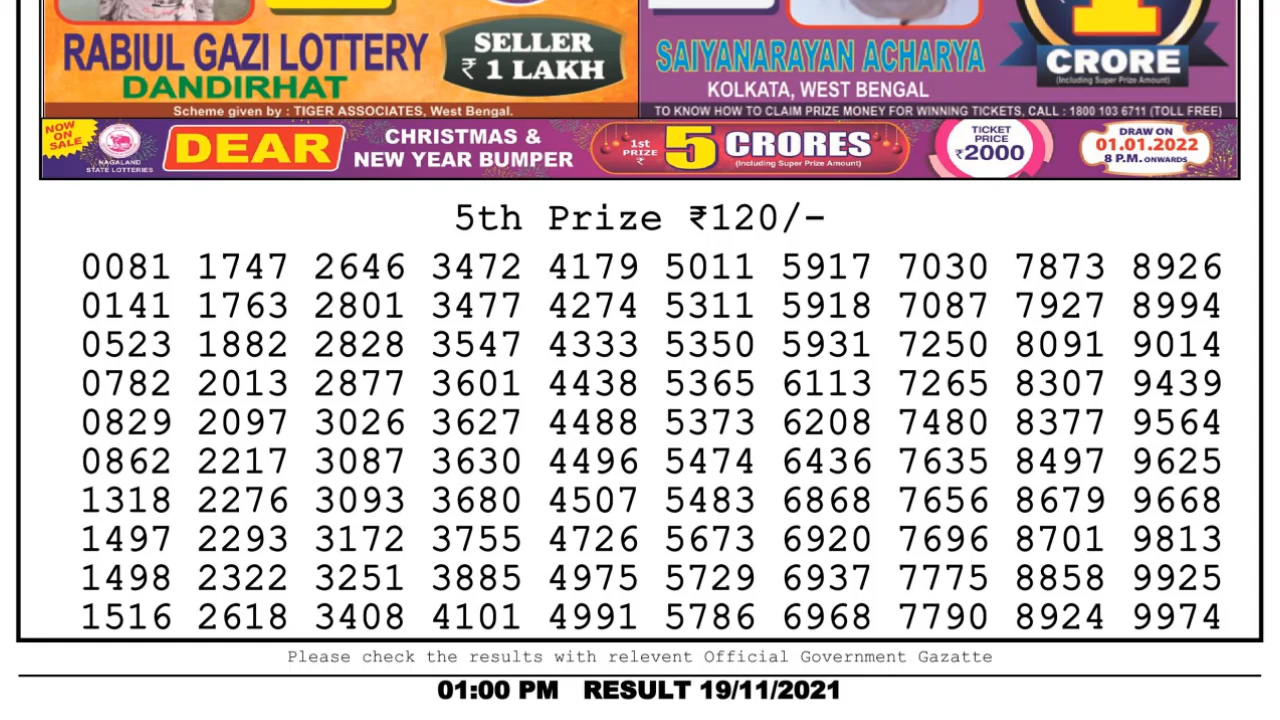 RABIUL GAZI LOTTERY
DANDIRHAT
SELLER
₹ 1 LAKH
Scheme given by : TIGER ASSOCIATES, West Bengal.
SAIYANARAYAN ACHARYA
KOLKATA, WEST BENGAL
1
CRORE
(Including Super Prize Amount)
TO KNOW HOW TO CLAIM PRIZE MONEY FOR WINNING TICKETS, CALL : 1800 103 6711 (TOLL FREE)
NOW
ON
SALE
NAGALAND
STATE LOTTERIES
DEAR
CHRISTMAS &
NEW YEAR BUMPER
1st
PRIZE
₹
5 CRORES
(Including Super Prize Amount)
TICKET
PRICE
₹2000
DRAW ON
01.01.2022
8 P.M. ONWARDS
5th Prize ₹120/-
0081 1747 2646 3472 4179 5011 5917 7030 7873 8926
0141 1763 2801 3477 4274 5311 5918 7087 7927 8994
0523 1882 2828 3547 4333 5350 5931 7250 8091 9014
0782 2013 2877 3601 4438 5365 6113 7265 8307 9439
0829 2097 3026 3627 4488 5373 6208 7480 8377 9564
0862 2217 3087 3630 4496 5474 6436 7635 8497 9625
1318 2276 3093 3680 4507 5483 6868 7656 8679 9668
1497 2293 3172 3755 4726 5673 6920 7696 8701 9813
1498 2322 3251 3885 4975 5729 6937 7775 8858 9925
1516 2618 3408 4101 4991 5786 6968 7790 8924 9974
Please check the results with relevent Official Government Gazatte
01:00 PM RESULT 19/11/2021